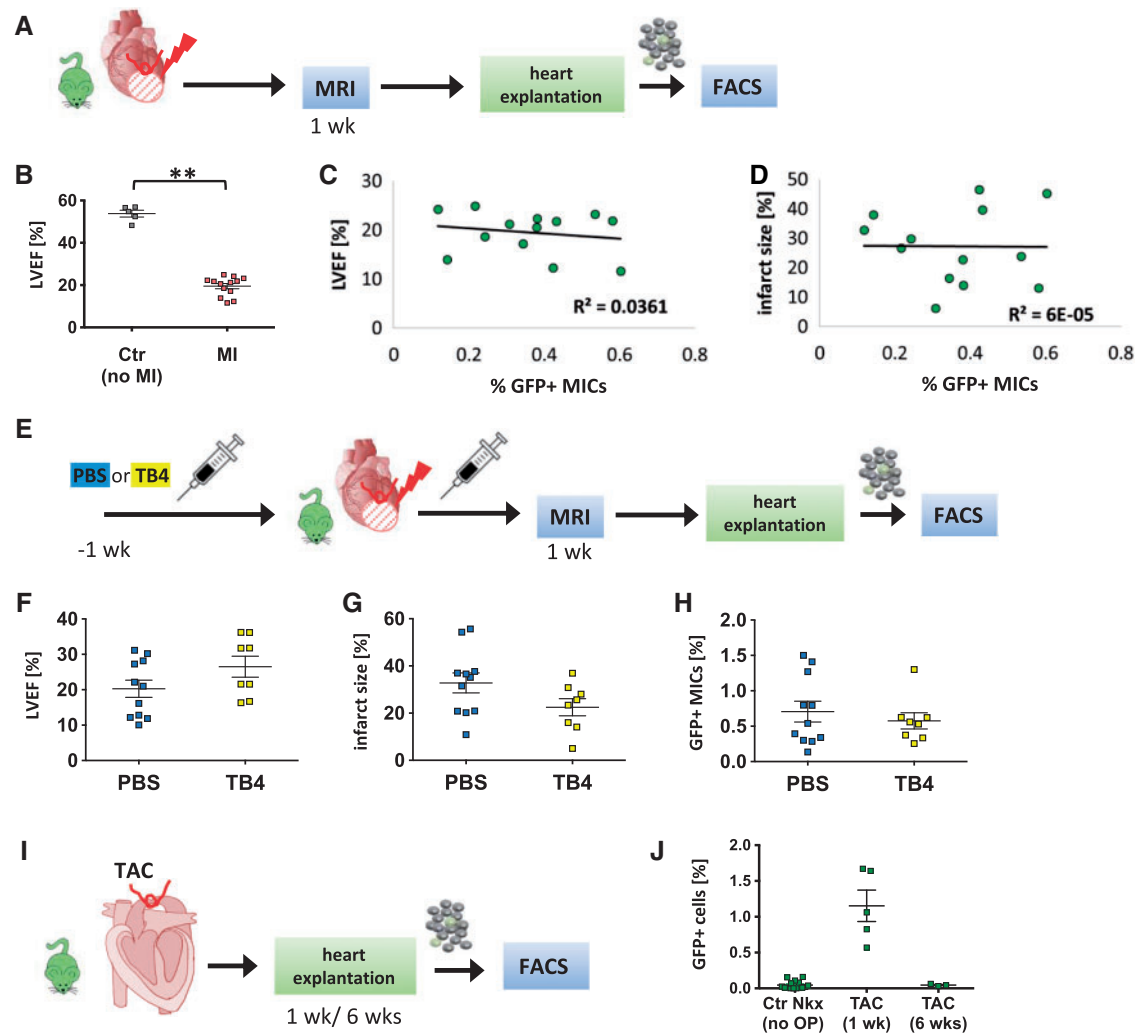 A
MRI
heart
explantation
FACS
1 wk
B
**
LVEF [%]
60
40
20
0
Ctr
(no MI)
MI
C
LVEF [%]
30
20
10
0
R² = 0.0361
0 0.2 0.4 0.6 0.8
% GFP+ MICs
D
infarct size [%]
50
40
30
20
10
0
R² = 6E-05
0 0.2 0.4 0.6 0.8
% GFP+ MICs
E
PBS or TB4
-1 wk
MRI
1 wk
heart
explantation
FACS
F
LVEF [%]
40
30
20
10
0
PBS TB4
G
infarct size [%]
60
40
20
0
PBS TB4
H
GFP+ MICs [%]
2.0
1.5
1.0
0.5
0.0
PBS TB4
I
TAC
heart
explantation
FACS
1 wk/ 6 wks
J
GFP+ cells [%]
2.0
1.5
1.0
0.5
0.0
Ctr Nkx TAC TAC
(no OP) (1 wk) (6 wks)